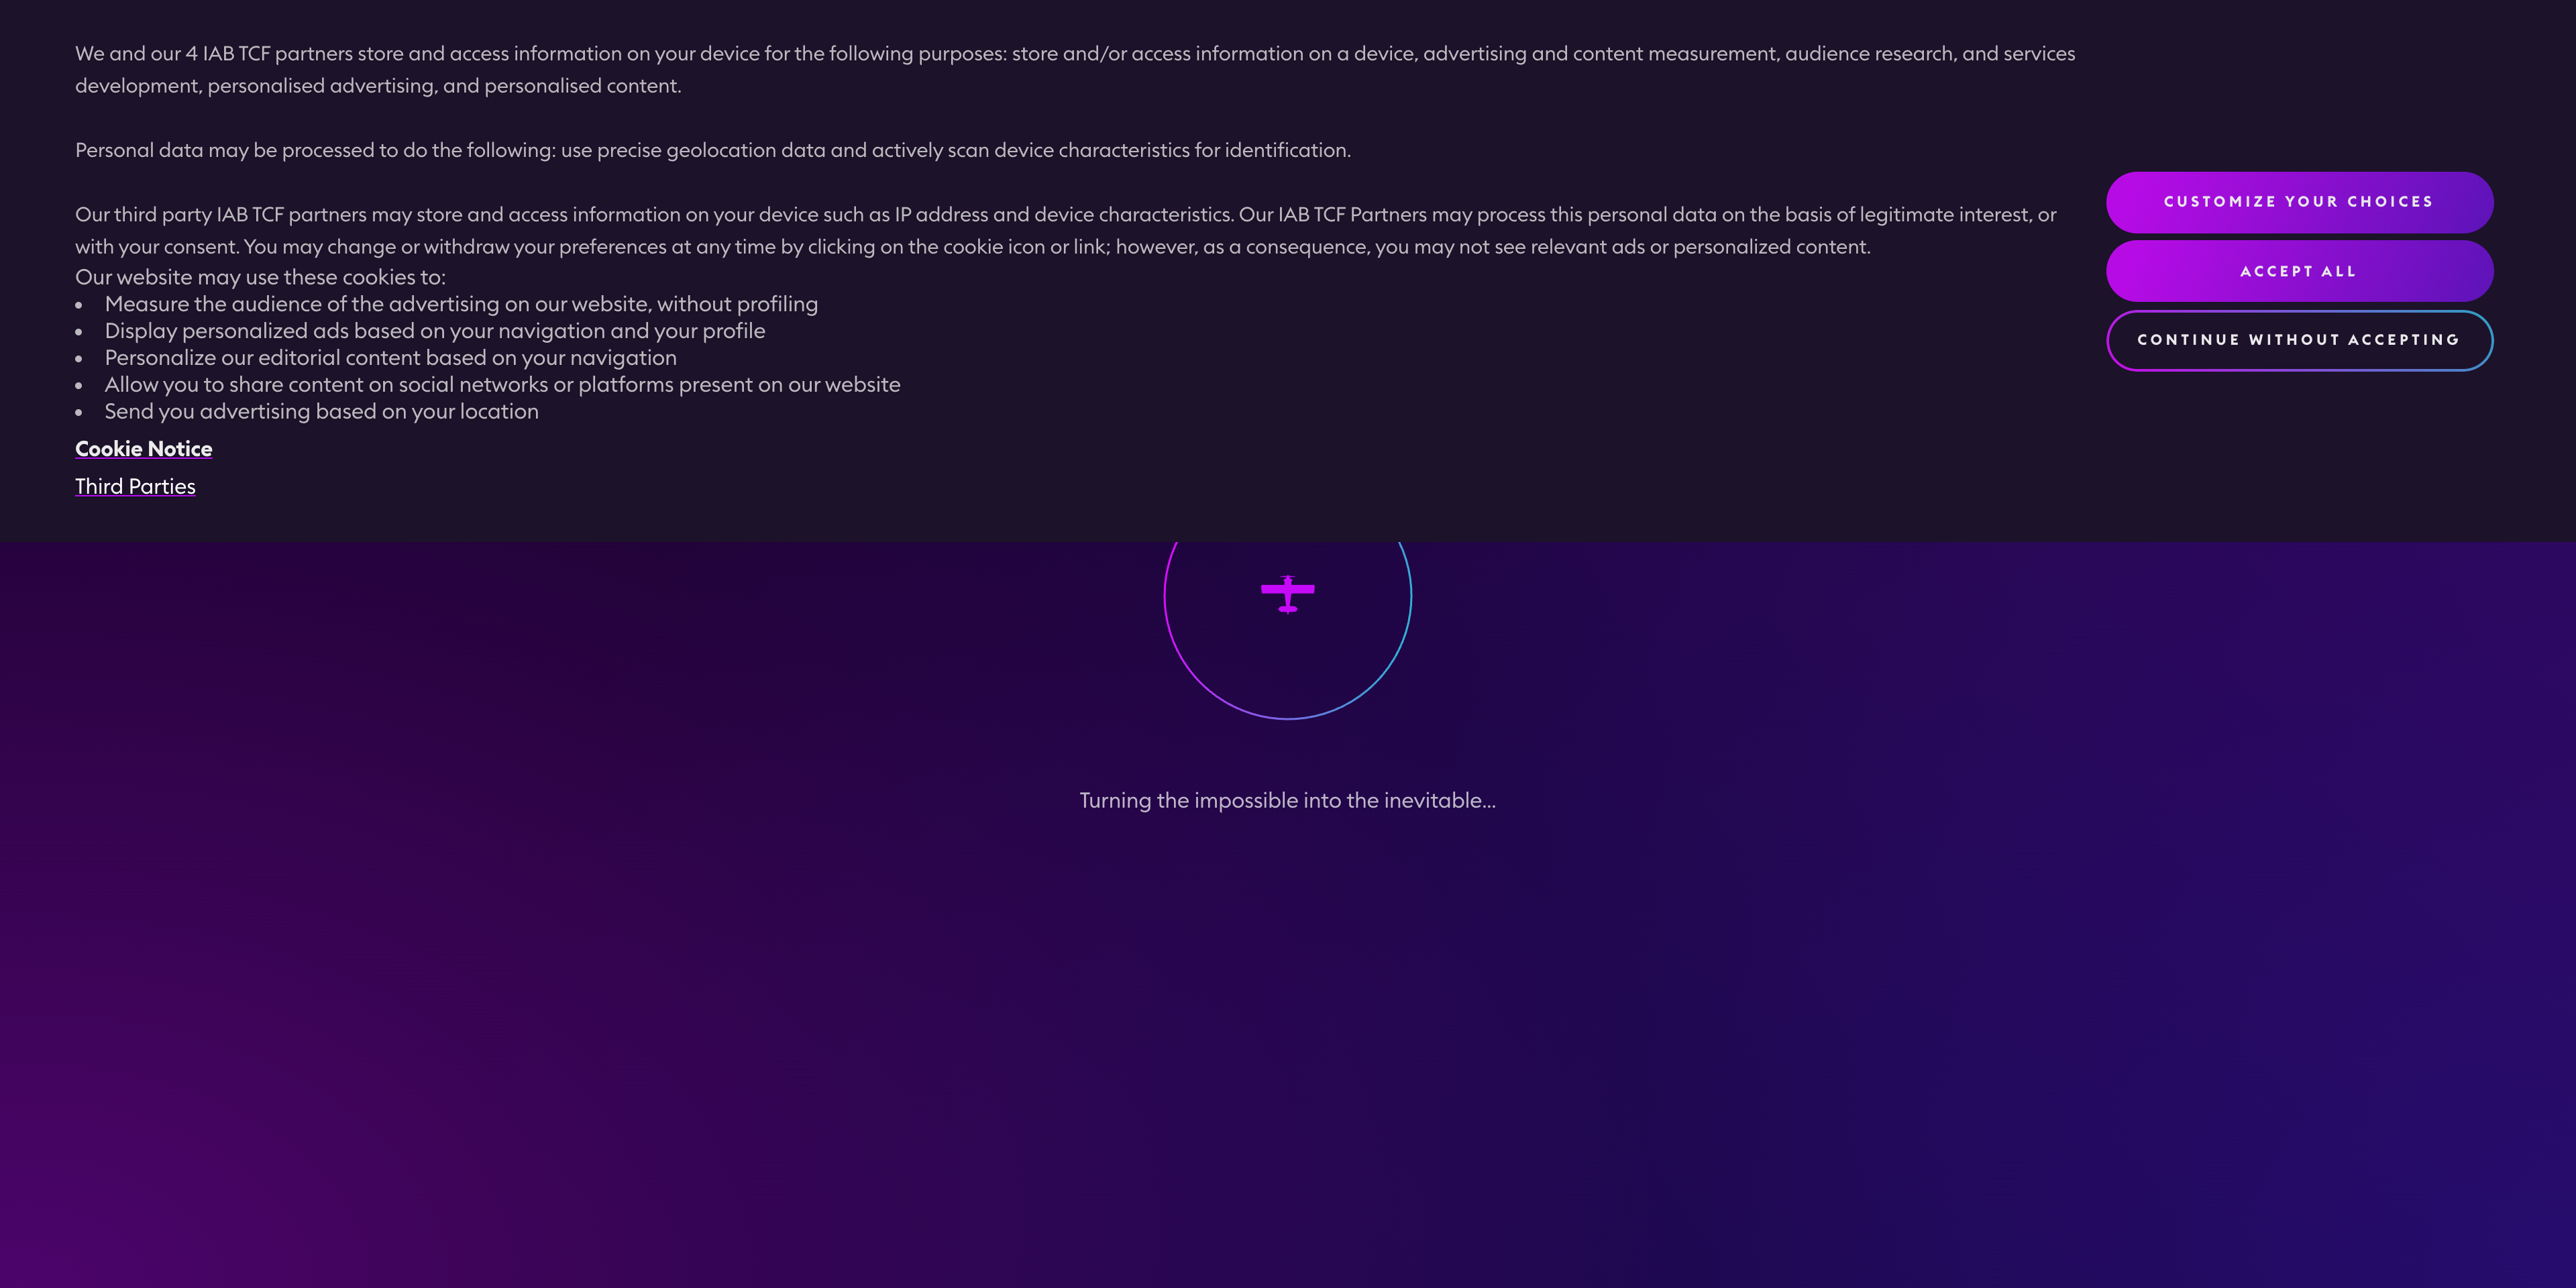 We and our 4 IAB TCF partners store and access information on your device for the following purposes: store and/or access information on a device, advertising and content measurement, audience research, and services
development, personalised advertising, and personalised content.
Personal data may be processed to do the following: use precise geolocation data and actively scan device characteristics for identification.
Our third party IAB TCF partners may store and access information on your device such as IP address and device characteristics. Our IAB TCF Partners may process this personal data on the basis of legitimate interest, or
with your consent. You may change or withdraw your preferences at any time by clicking on the cookie icon or link; however, as a consequence, you may not see relevant ads or personalized content.
Our website may use these cookies to:
• Measure the audience of the advertising on our website, without profiling
• Display personalized ads based on your navigation and your profile
• Personalize our editorial content based on your navigation
• Allow you to share content on social networks or platforms present on our website
• Send you advertising based on your location
Cookie Notice
Third Parties
CUSTOMIZE YOUR CHOICES
ACCEPT ALL
CONTINUE WITHOUT ACCEPTING
Turning the impossible into the inevitable...